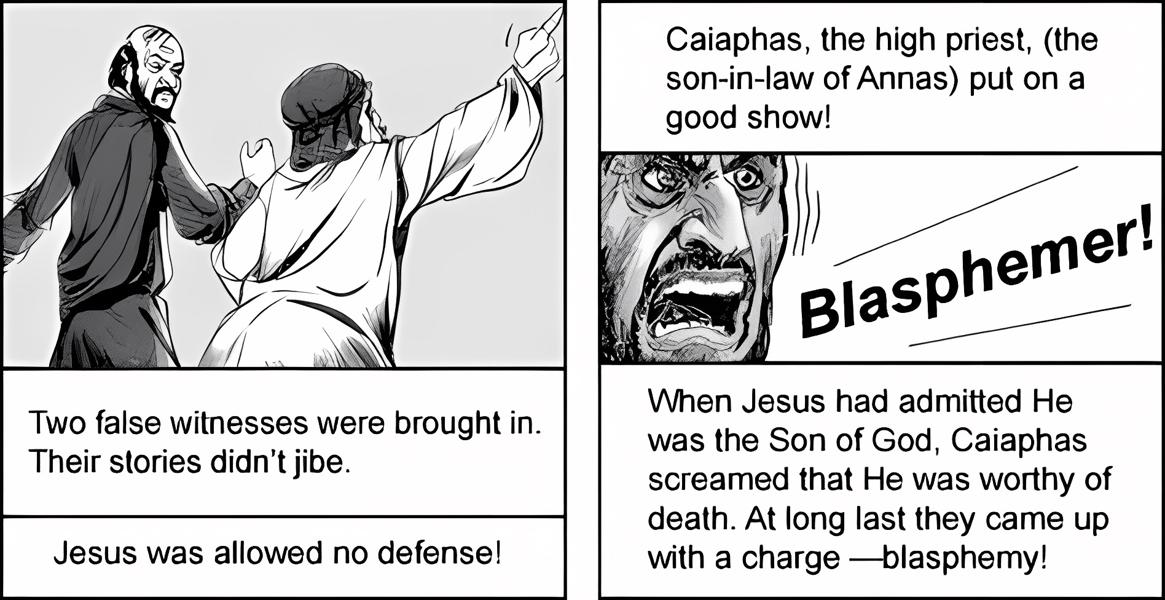 Two false witnesses were brought in.
Their stories didn't jibe.
Jesus was allowed no defense!
Caiaphas, the high priest, (the
son-in-law of Annas) put on a
good show!
Blasphemer!
When Jesus had admitted He
was the Son of God, Caiaphas
screamed that He was worthy of
death. At long last they came up
with a charge —blasphemy!